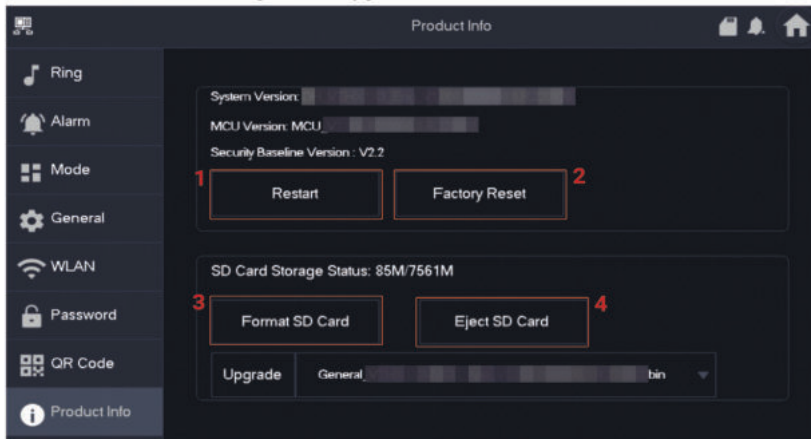 Product Info
Ring
Alarm
Mode
General
WLAN
Password
QR Code
Product Info
System Version:
MCU Version: MCU_
Security Baseline Version : V2.2
1 Restart
Factory Reset 2
SD Card Storage Status: 85M/7561M
3 Format SD Card
Eject SD Card 4
Upgrade General_ bin